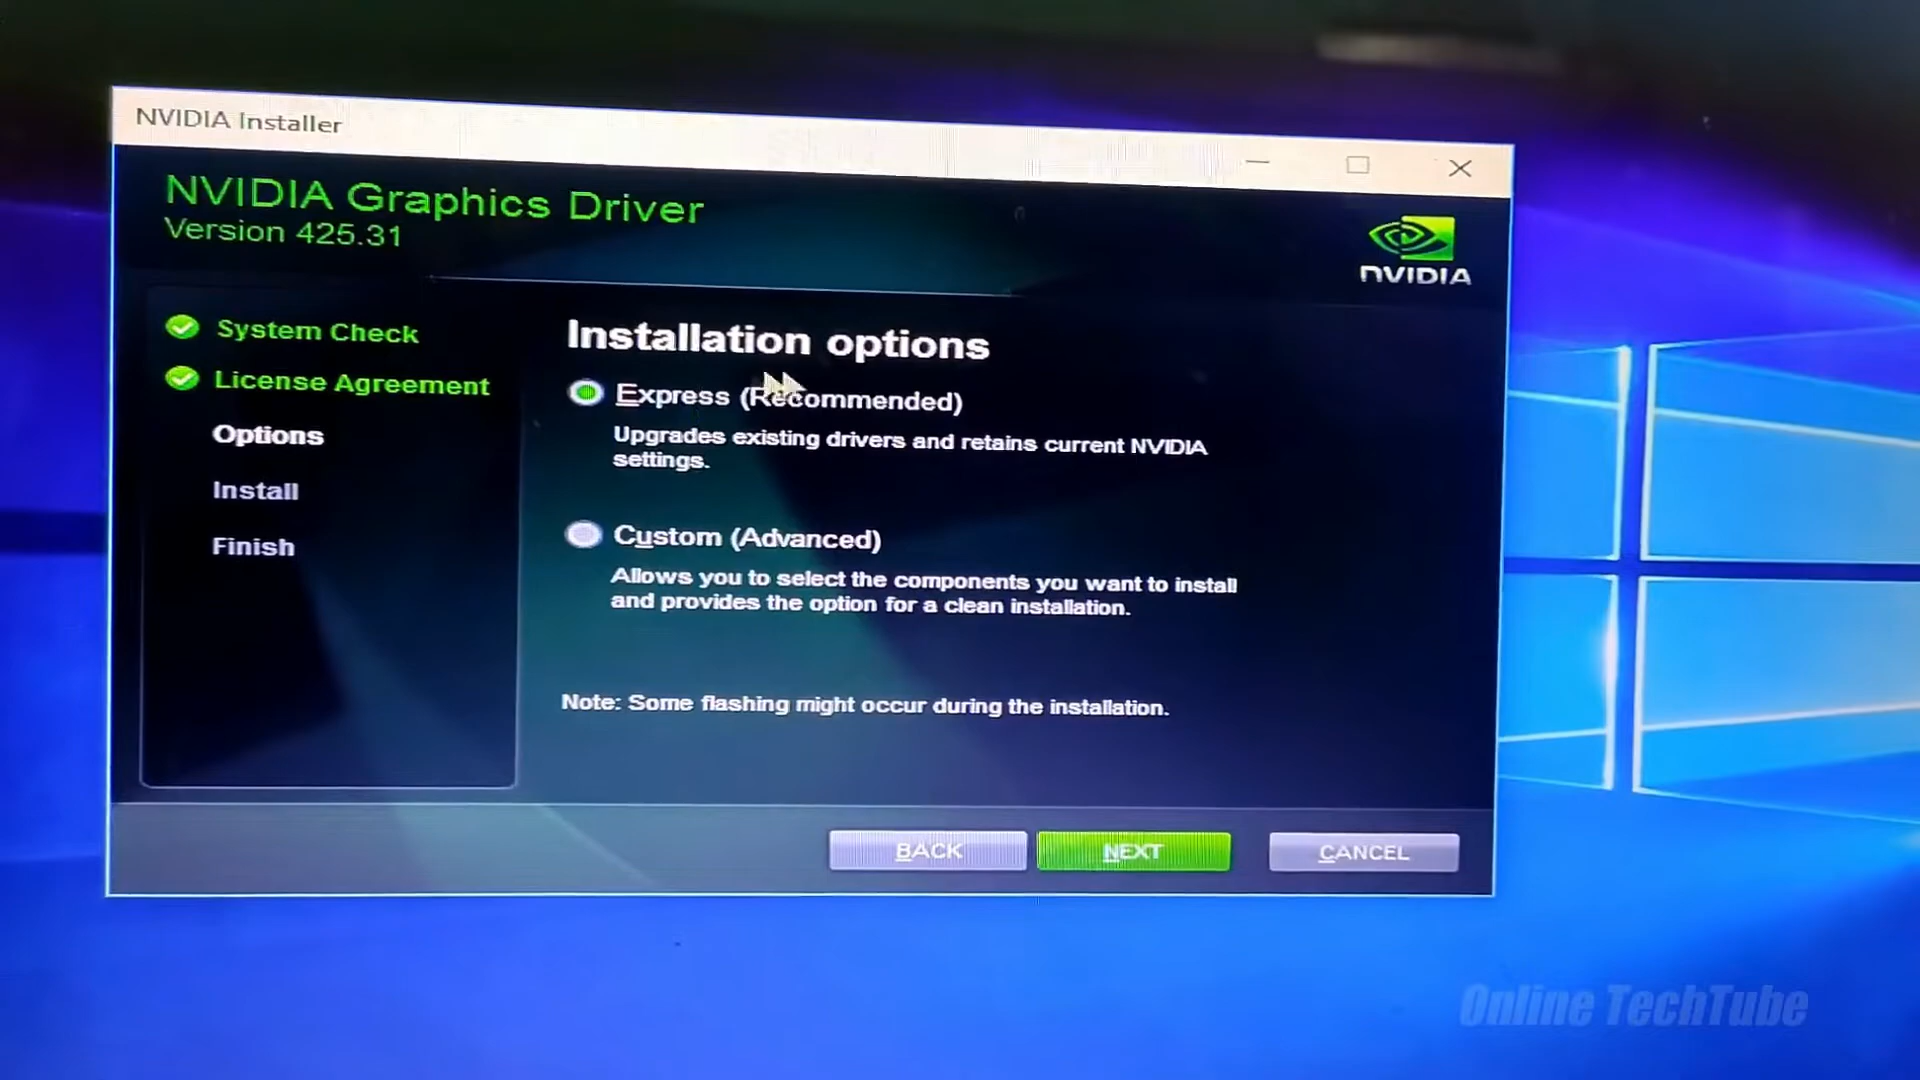 NVIDIA Installer
NVIDIA Graphics Driver
Version 425.31
NVIDIA
System Check
License Agreement
Options
Install
Finish
Installation options
Express (Recommended)
Upgrades existing drivers and retains current NVIDIA
settings.
Custom (Advanced)
Allows you to select the components you want to install
and provides the option for a clean installation.
Note: Some flashing might occur during the installation.
BACK
NEXT
CANCEL
Online TechTube